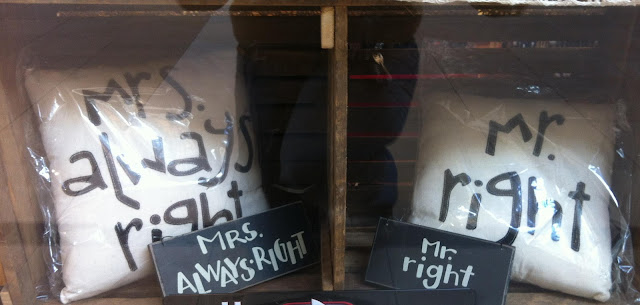 mrs.
always
right
mr.
right
MRS.
ALWAYS·RIGHT
Mr.
right